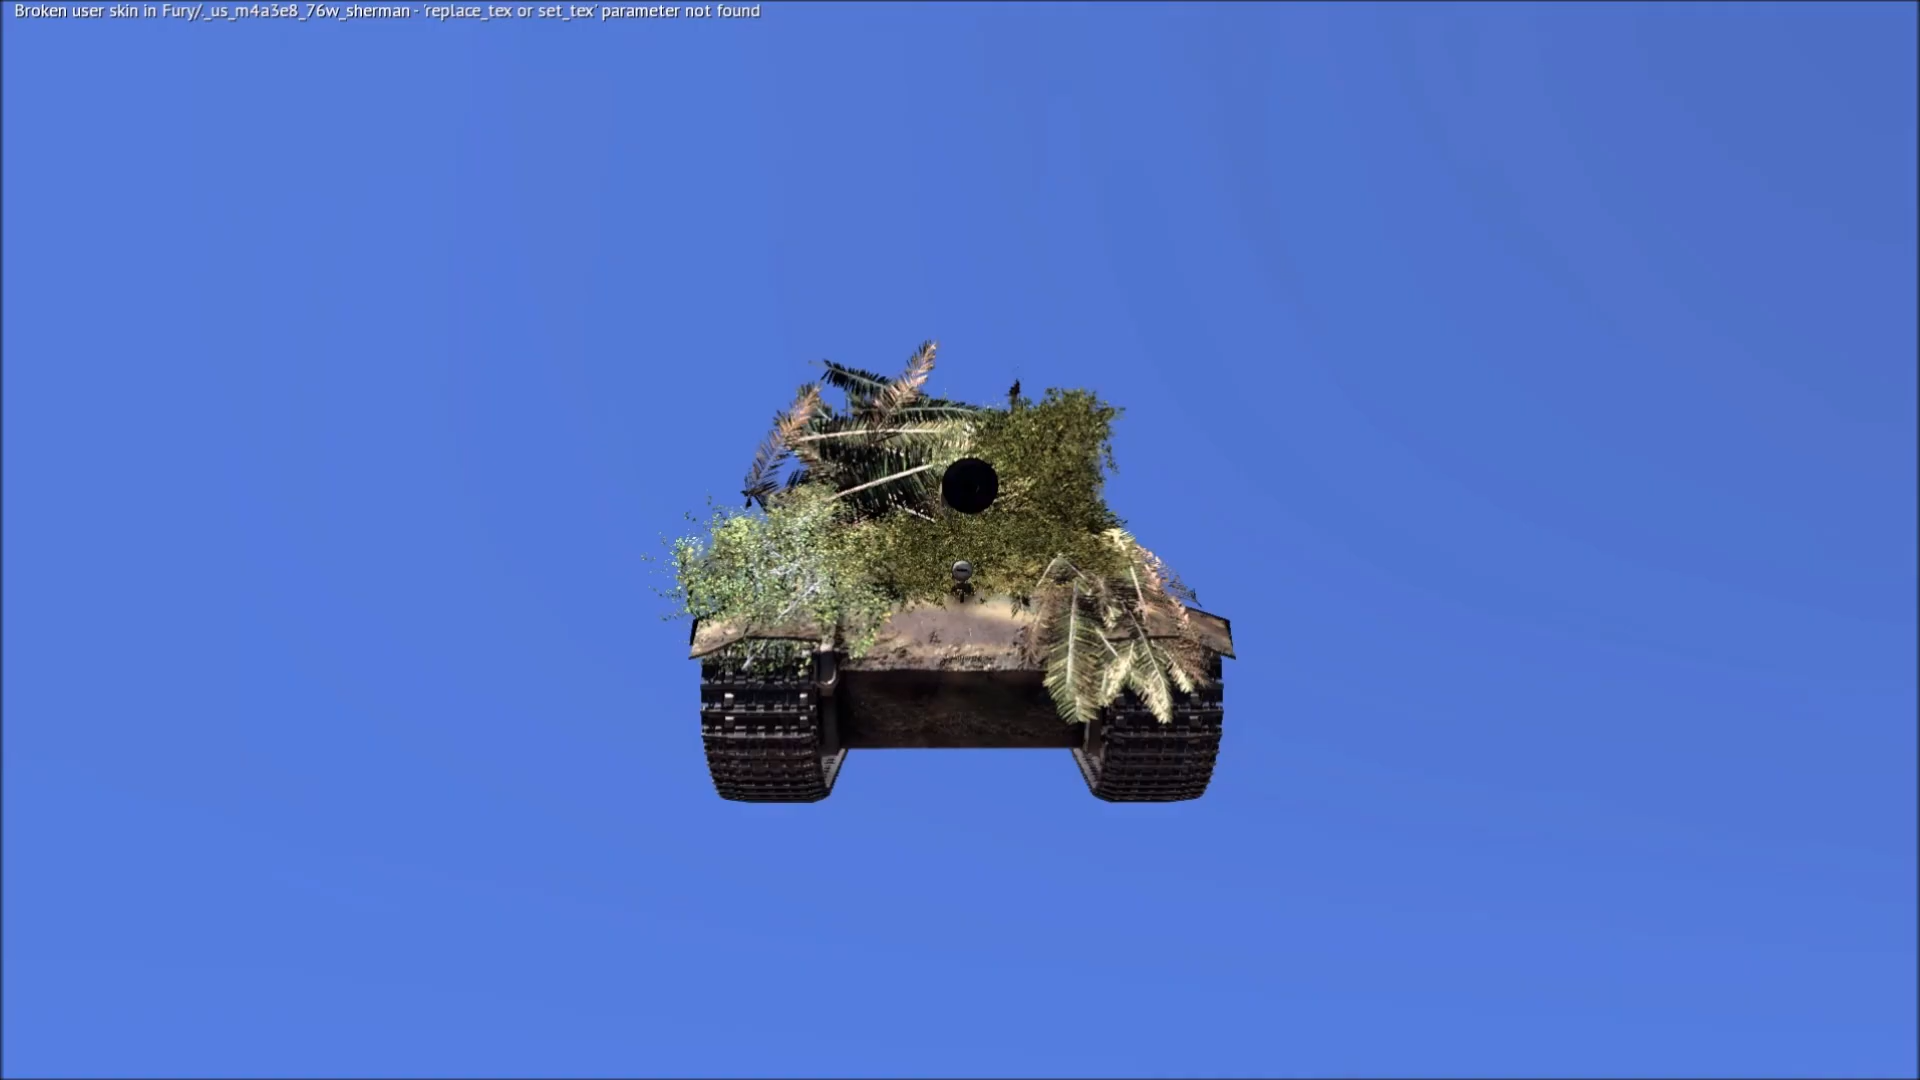 Broken user skin in Fury/._us_m4a3e8_76w_sherman - 'replace_tex or set_tex' parameter not found